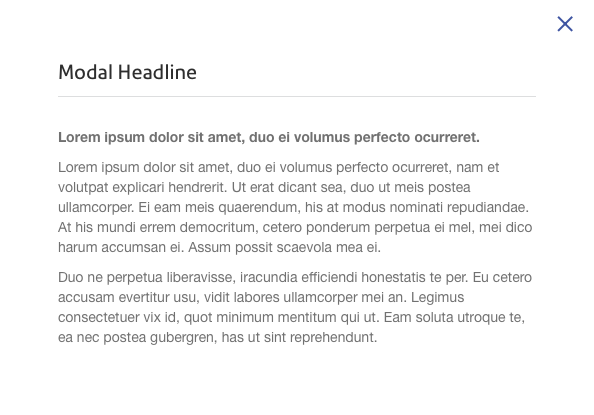 Modal Headline
Lorem ipsum dolor sit amet, duo ei volumus perfecto ocurreret.
Lorem ipsum dolor sit amet, duo ei volumus perfecto ocurreret, nam et
volutpat explicari hendrerit. Ut erat dicant sea, duo ut meis postea
ullamcorper. Ei eam meis quaerendum, his at modus nominati repudiandae.
At his mundi errem democritum, cetero ponderum perpetua ei mel, mei dico
harum accumsan ei. Assum possit scaevola mea ei.
Duo ne perpetua liberavisse, iracundia efficiendi honestatis te per. Eu cetero
accusam evertitur usu, vidit labores ullamcorper mei an. Legimus
consectetuer vix id, quot minimum mentitum qui ut. Eam soluta utroque te,
ea nec postea gubergren, has ut sint reprehendunt.